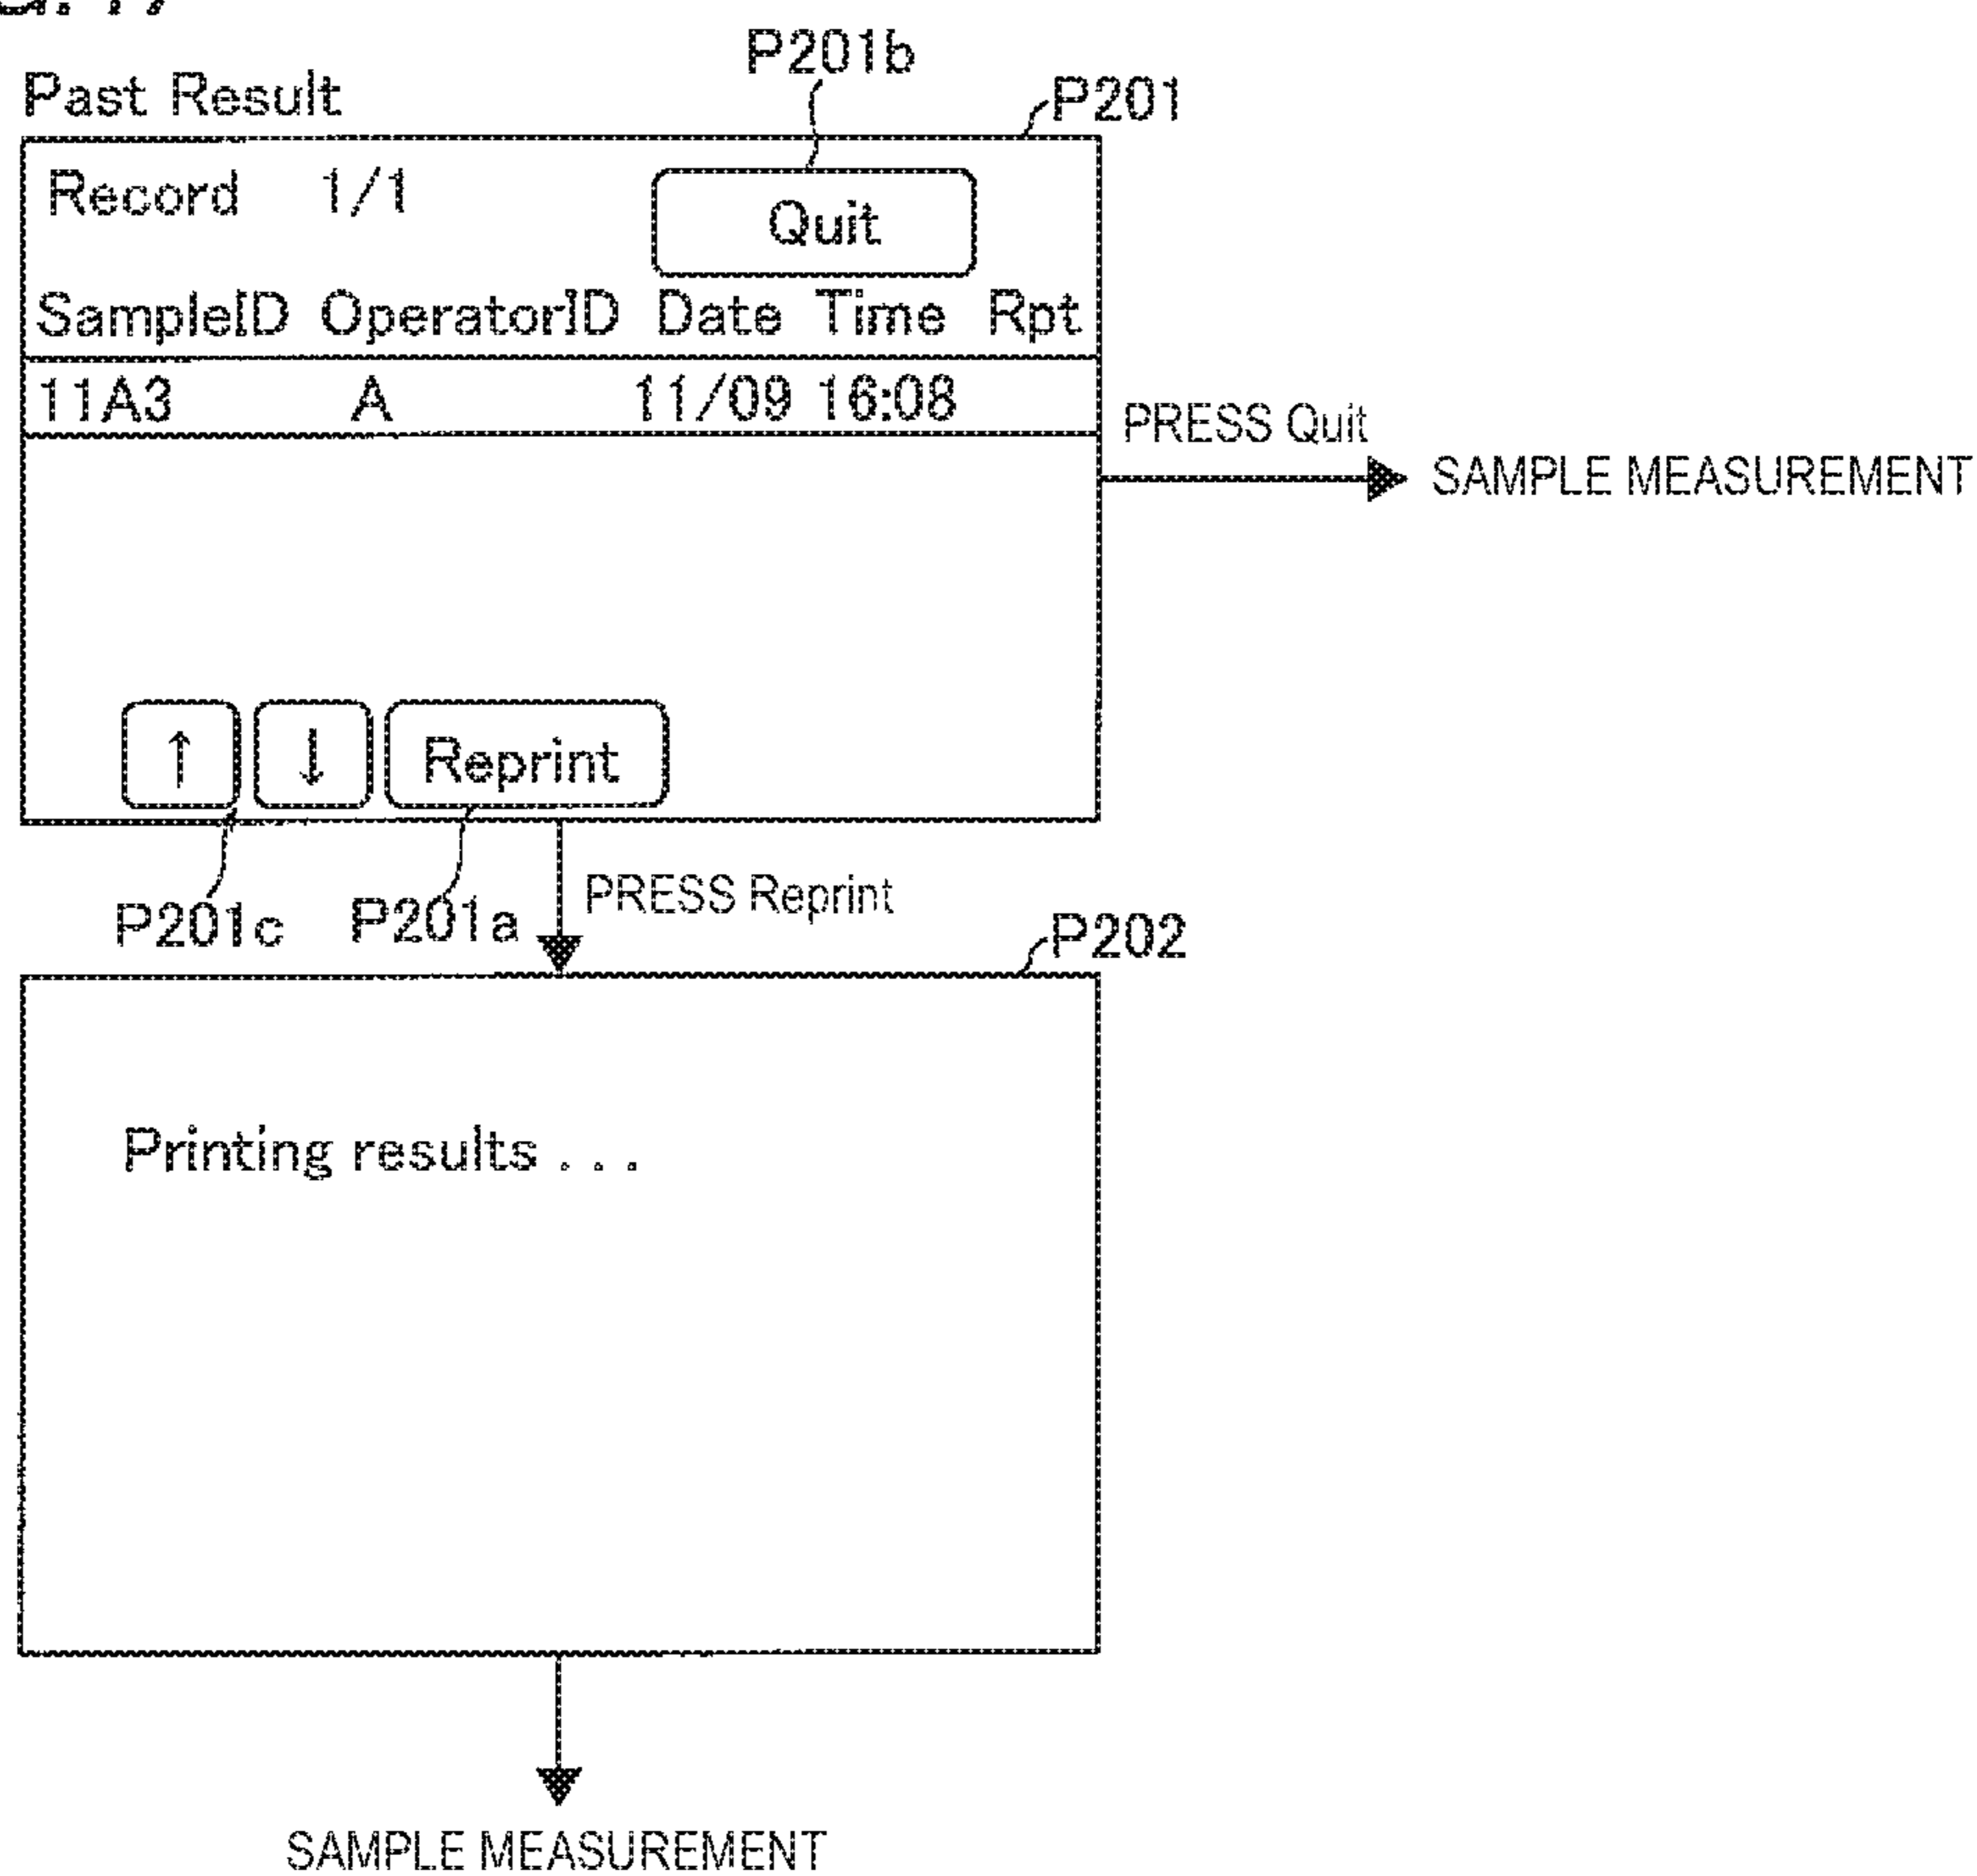 P201b
Past Result
P201
Record 1/1
Quit
SampleID OperatorID Date Time Rpt
11A3 A 11/09 16:08
PRESS Quit
SAMPLE MEASUREMENT
↑ ↓ Reprint
PRESS Reprint
P201c P201a
P202
Printing results . . .
SAMPLE MEASUREMENT